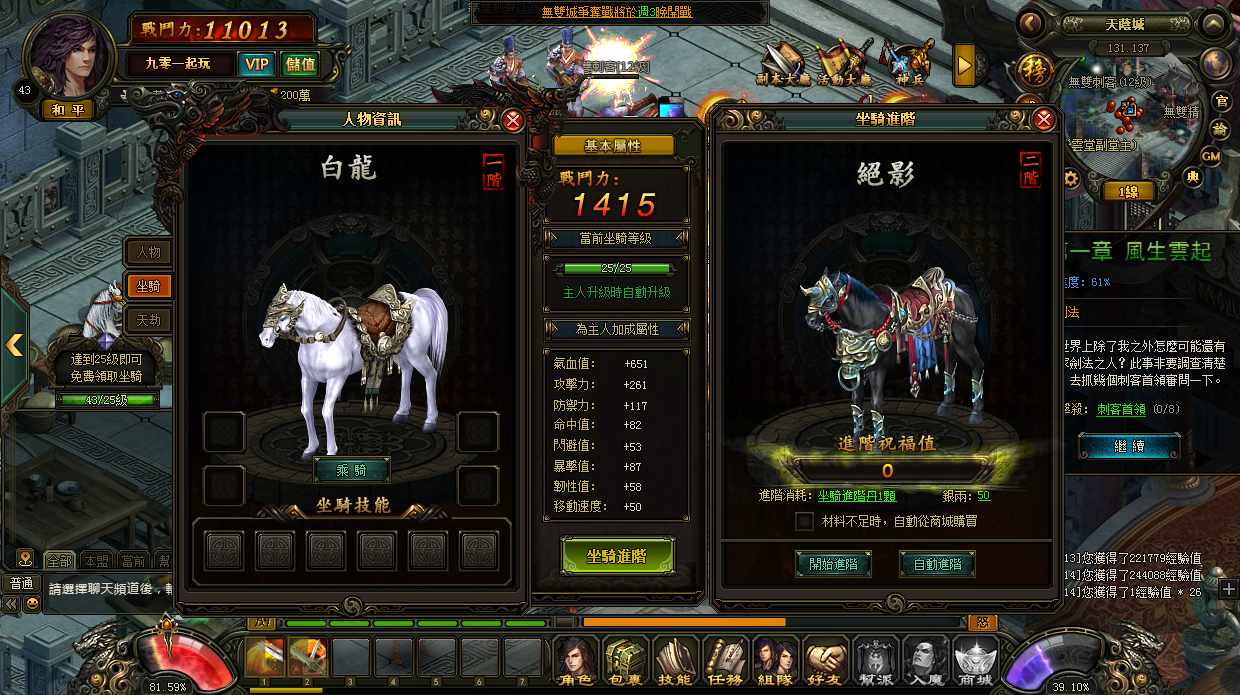 無雙城爭奪戰將於週3晚開戰
戰鬥力:11013
九零一起玩
VIP
儲值
43
和平
200萬
副本大廳
活動大廳
神兵
天蔭城
131,137
無雙刺客(12級)
無雙精
雲堂副堂主)
官
論
GM
典
1線
人物資訊
白龍
一階
人物
坐騎
天劫
達到25級即可
免費領取坐騎
43/25級
乘騎
坐騎技能
基本屬性
戰鬥力:
1415
當前坐騎等級
25/25
主人升級時自動升級
為主人加成屬性
氣血值: +651
攻擊力: +261
防禦力: +117
命中值: +82
閃避值: +53
暴擊值: +87
韌性值: +58
移動速度: +50
坐騎進階
坐騎進階
絕影
二階
進階祝福值
0
進階消耗: 坐騎進階丹1顆
銀兩: 50
材料不足時，自動從商城購買
開始進階
自動進階
一章 風生雲起
度: 61%
法
世界上除了我之外怎麼可能還有
劍法之人？此事非要調查清楚
去抓幾個刺客首領審問一下。
刺客首領 (0/8)
繼續
全部
本盟
當前
幫
普通
請選擇聊天頻道後，
13]您獲得了221779經驗值
14]您獲得了244088經驗值
14]您獲得了1經驗值 * 26
怒
1
2
3
4
5
6
7
角色
包裹
技能
任務
組隊
好友
幫派
入魔
商城
81.59%
39.10%